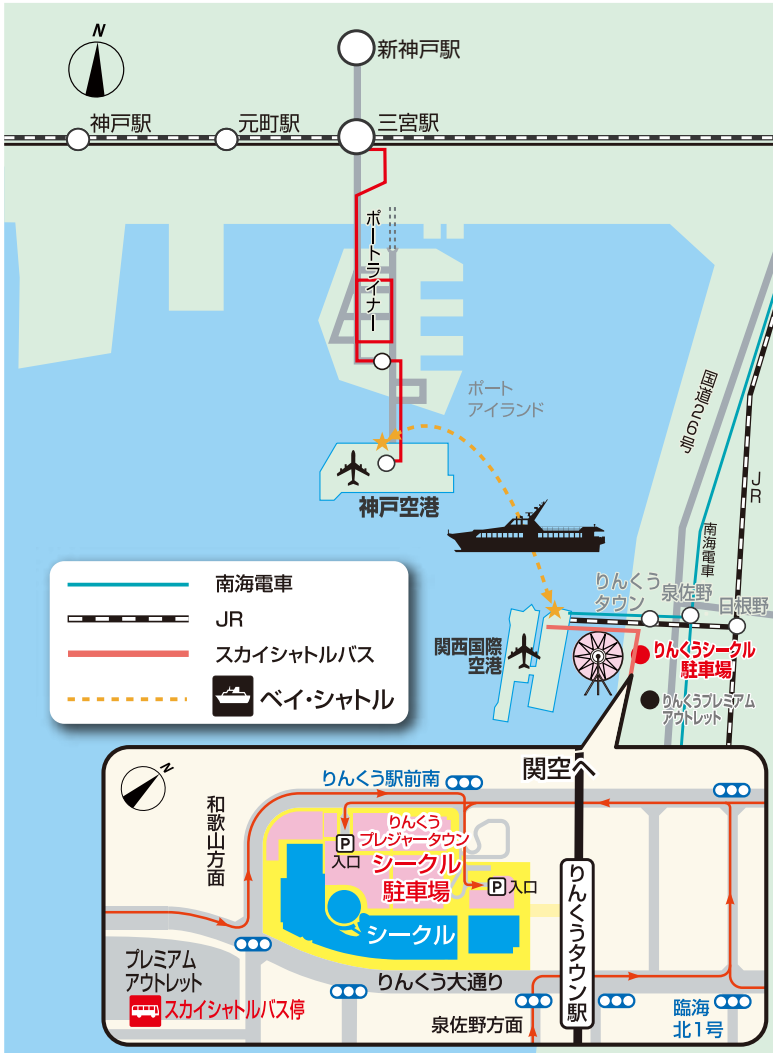 N
新神戸駅
神戸駅
元町駅
三宮駅
ポートライナー
ポート
アイランド
国道26号
JR
南海電車
神戸空港
りんくう
タウン
泉佐野
日根野
関西国際
空港
りんくうシークル
駐車場
りんくうプレミアム
アウトレット
南海電車
JR
スカイシャトルバス
ベイ・シャトル
N
関空へ
りんくう駅前南
和歌山方面
りんくう
プレジャータウン
シークル
駐車場
P
入口
P入口
シークル
りんくうタウン駅
プレミアム
アウトレット
スカイシャトルバス停
りんくう大通り
泉佐野方面
臨海
北1号